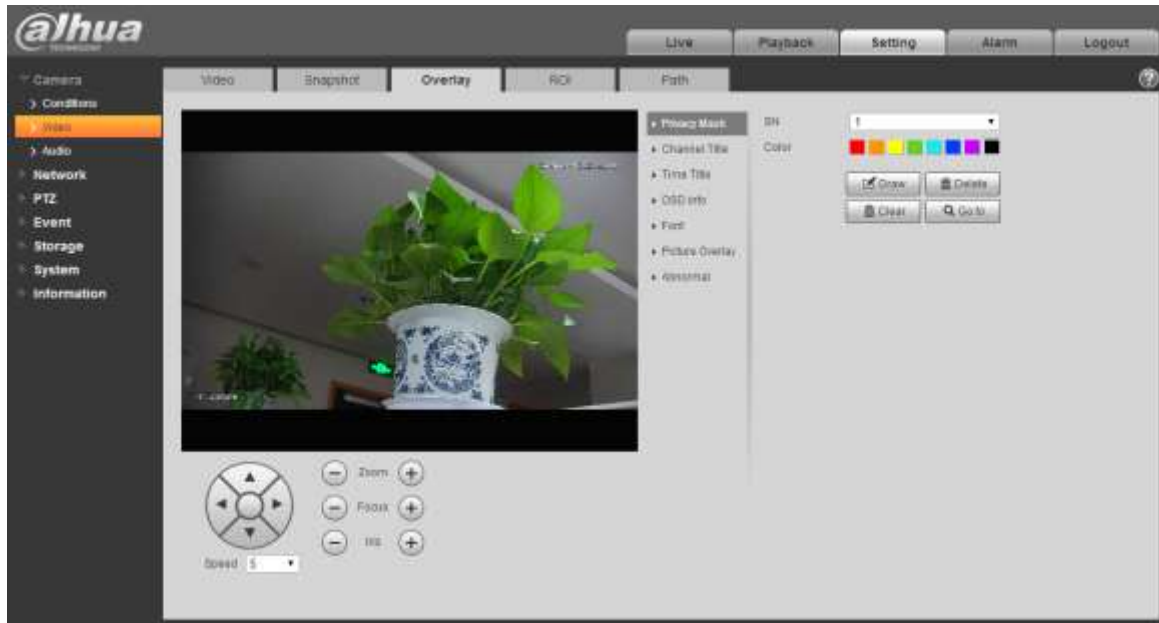 alhua
TECHNOLOGY
Live
Playback
Setting
Alarm
Logout
Camera
Conditions
Video
Audio
Network
PTZ
Event
Storage
System
Information
Video
Snapshot
Overlay
ROI
Path
Privacy Mask
Channel Title
Time Title
OSD Info
Font
Picture Overlay
Abnormal
SN
1
Color
Draw
Delete
Clear
Go to
Zoom
Focus
Iris
Speed
5